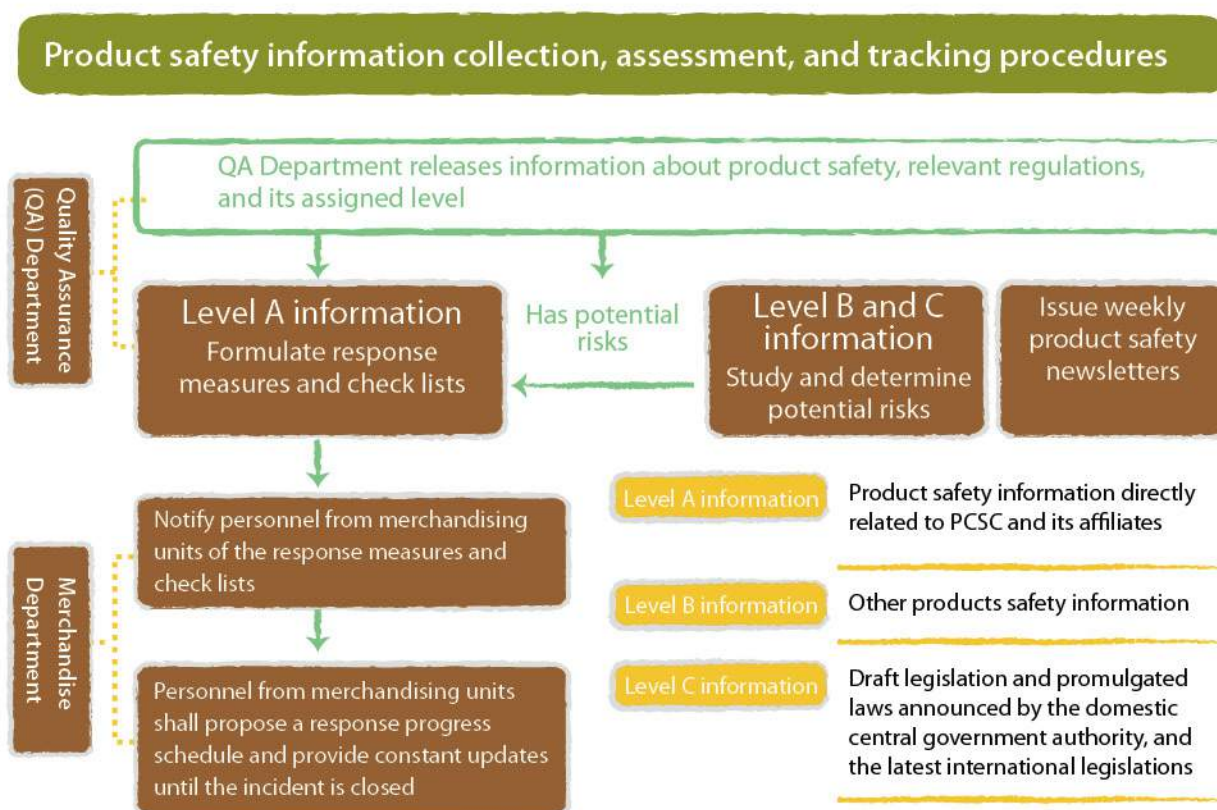 Product safety information collection, assessment, and tracking procedures
Quality Assurance
(QA) Department
QA Department releases information about product safety, relevant regulations,
and its assigned level
Level A information
Formulate response
measures and check lists
Has potential
risks
Level B and C
information
Study and determine
potential risks
Issue weekly
product safety
newsletters
Merchandise
Department
Notify personnel from merchandising
units of the response measures and
check lists
Personnel from merchandising units
shall propose a response progress
schedule and provide constant updates
until the incident is closed
Level A information
Product safety information directly
related to PCSC and its affiliates
Level B information
Other products safety information
Level C information
Draft legislation and promulgated
laws announced by the domestic
central government authority, and
the latest international legislations